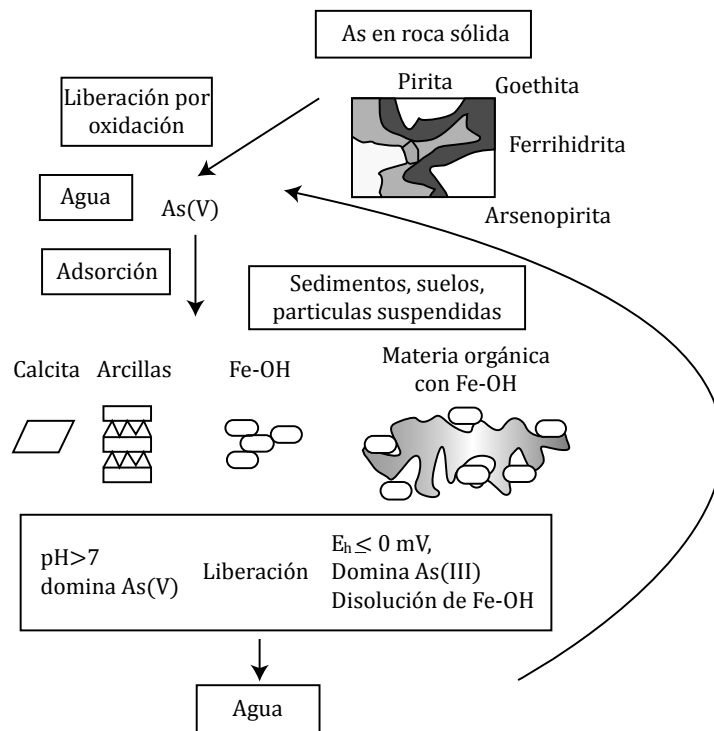 As en roca sólida
Pirita
Goethita
Liberación por
oxidación
Ferrihidrita
Agua
As(V)
Arsenopirita
Adsorción
Sedimentos, suelos,
particulas suspendidas
Calcita
Arcillas
Fe-OH
Materia orgánica
con Fe-OH
pH>7
domina As(V)
Liberación
Eₕ ≤ 0 mV,
Domina As(III)
Disolución de Fe-OH
Agua